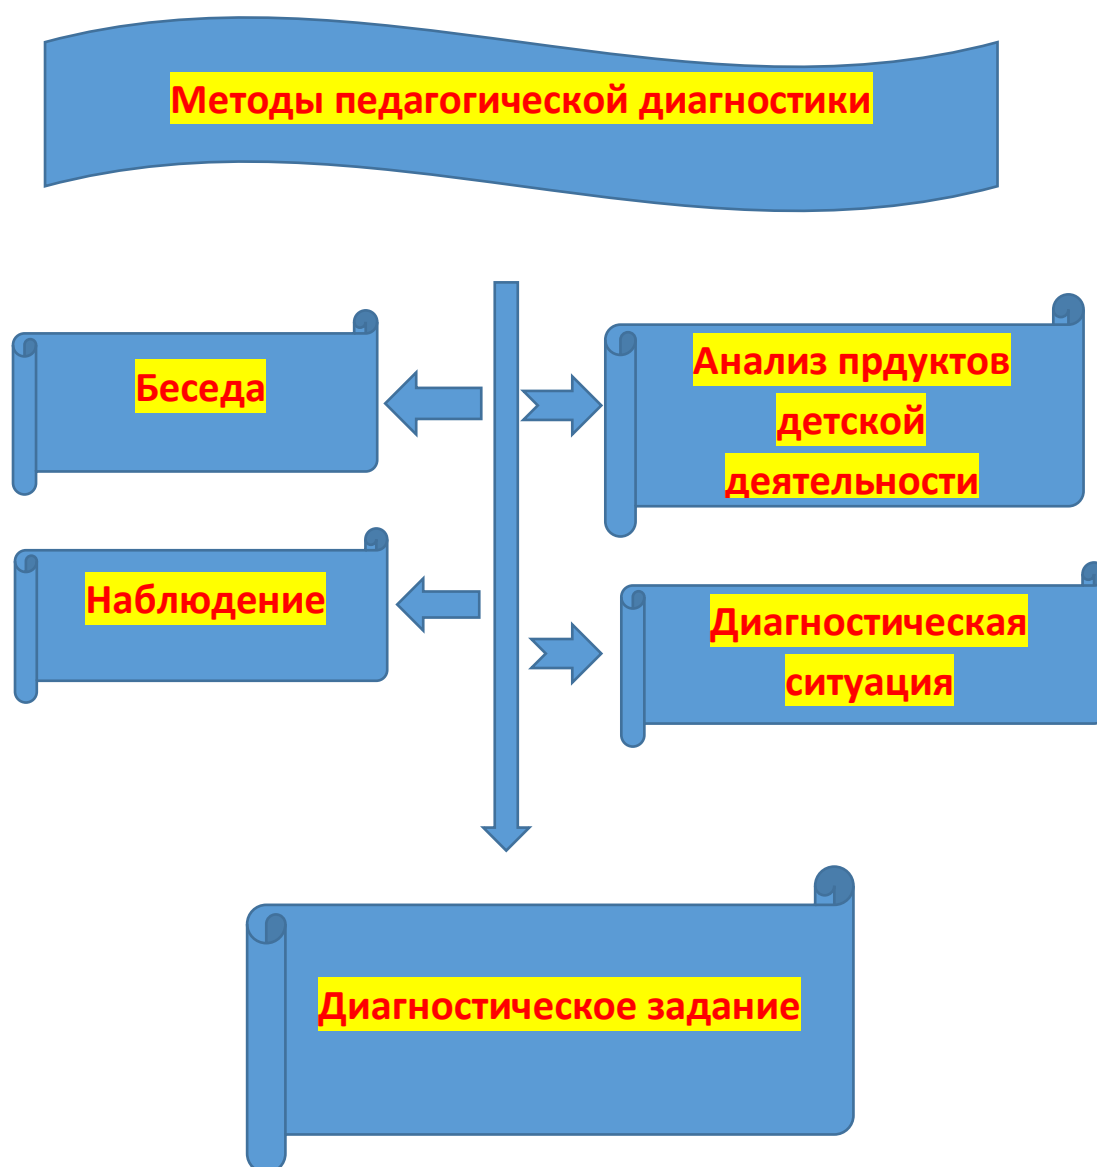 Методы педагогической диагностики
Беседа
Анализ прдуктов
детской
деятельности
Наблюдение
Диагностическая
ситуация
Диагностическое задание